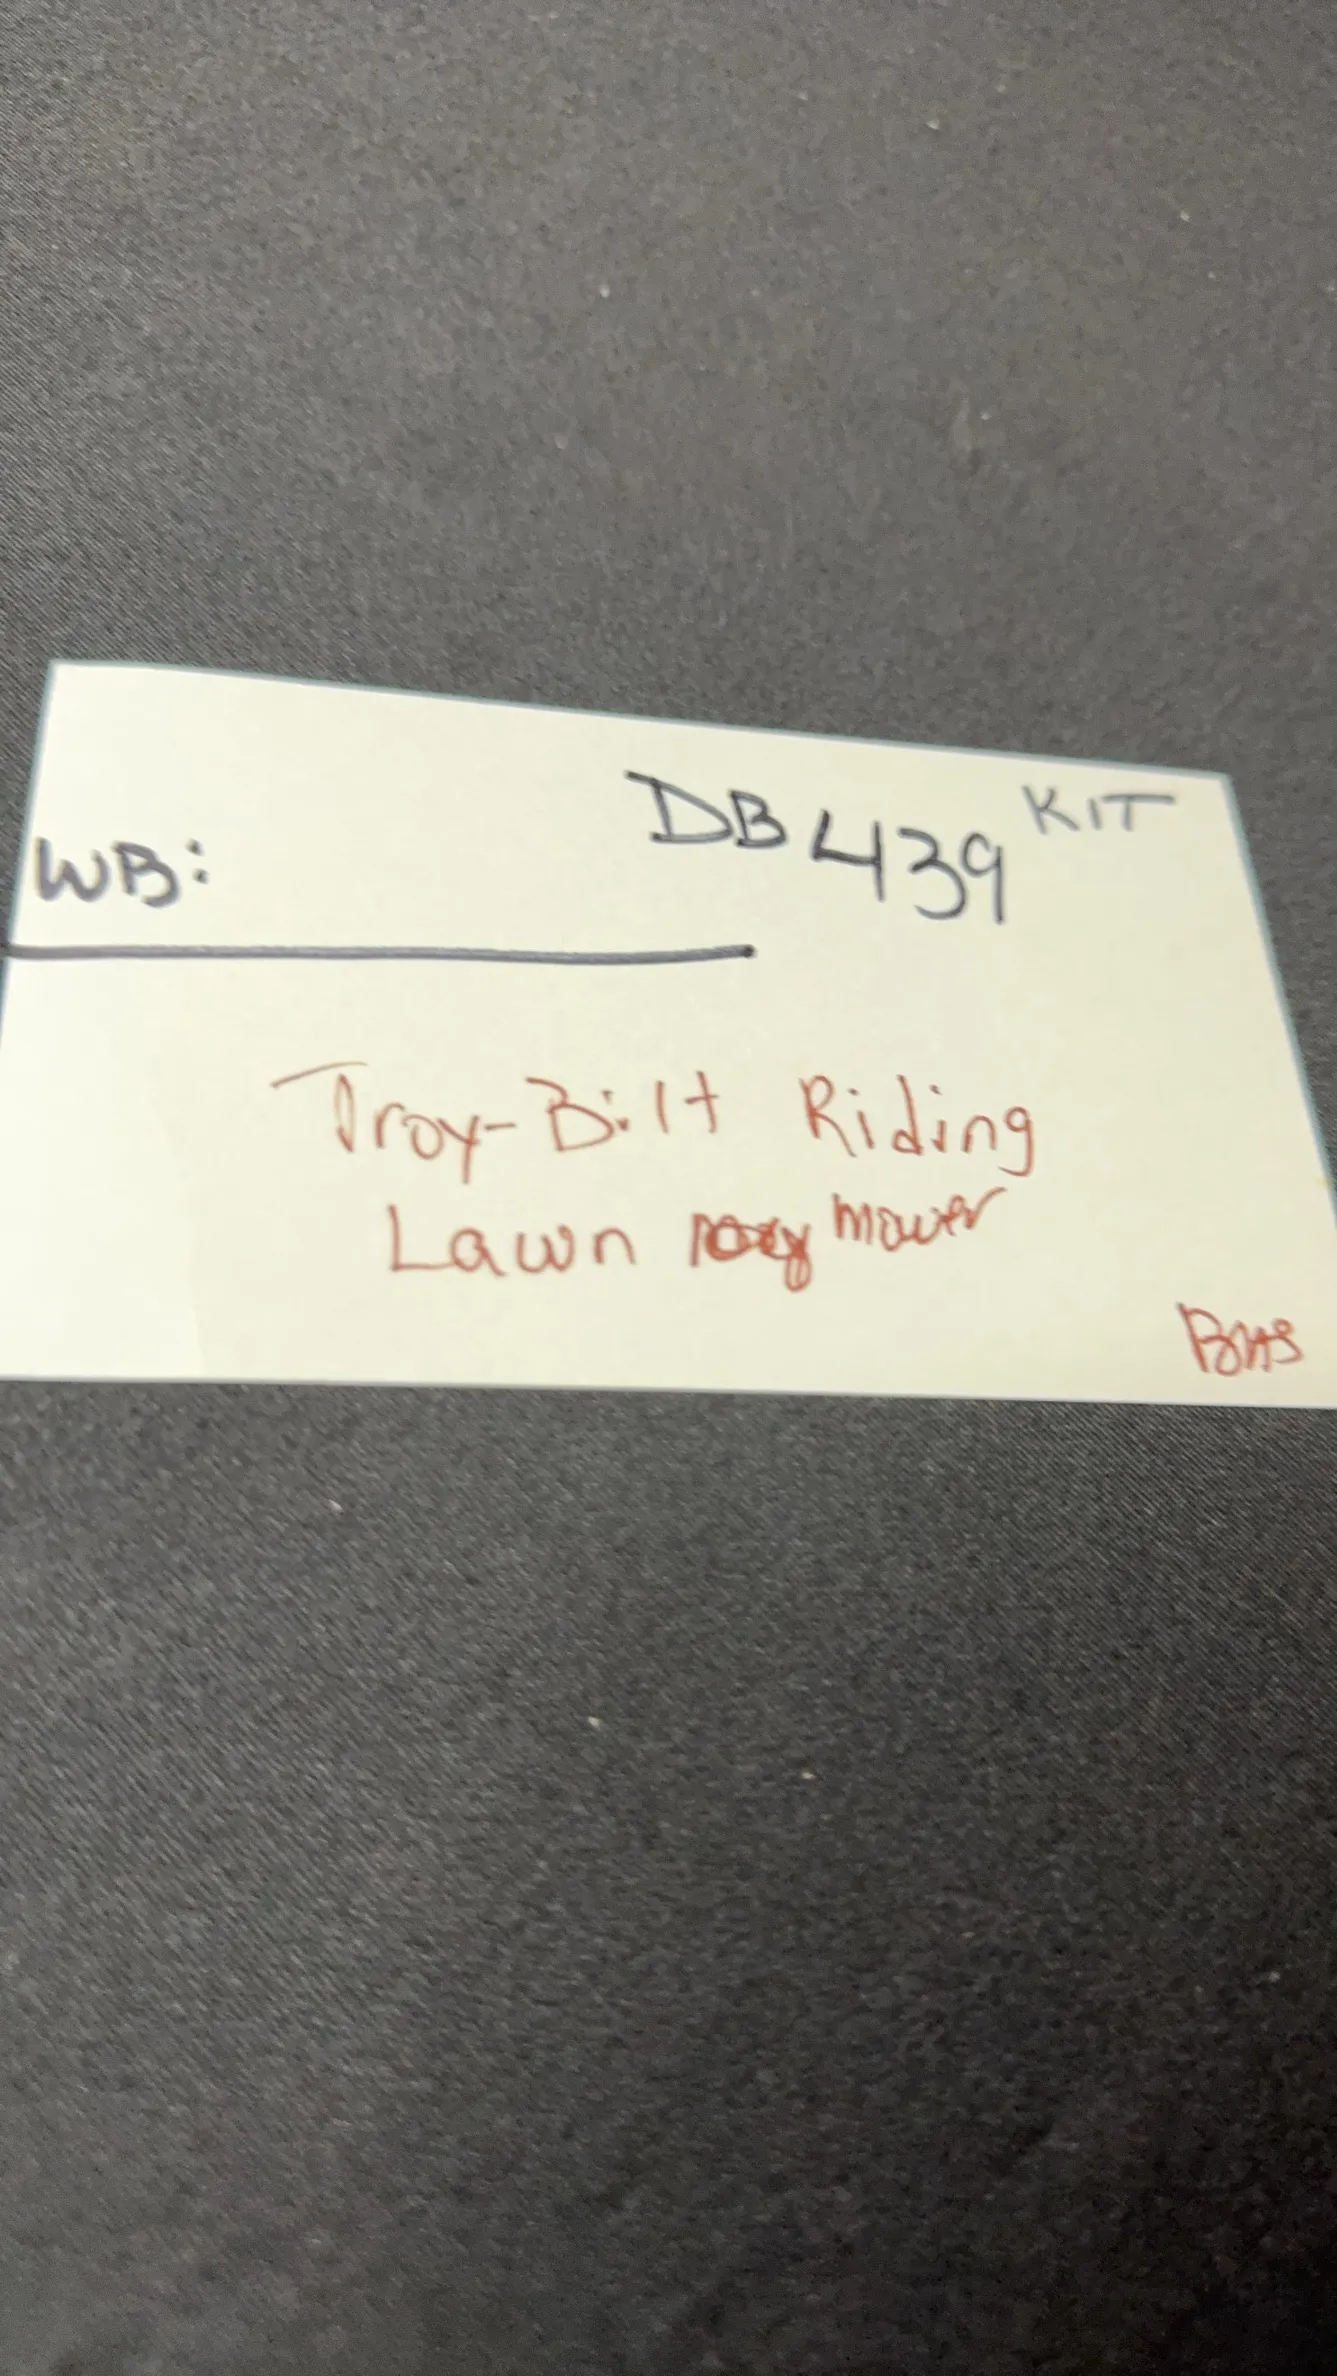 DB439 KIT
WB:
Troy-Bilt Riding
Lawn mower